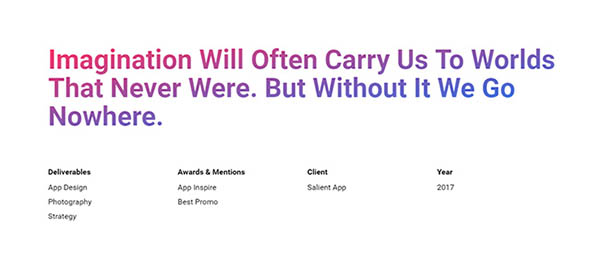 Imagination Will Often Carry Us To Worlds
That Never Were. But Without It We Go
Nowhere.
Deliverables
App Design
Photography
Strategy
Awards & Mentions
App Inspire
Best Promo
Client
Salient App
Year
2017